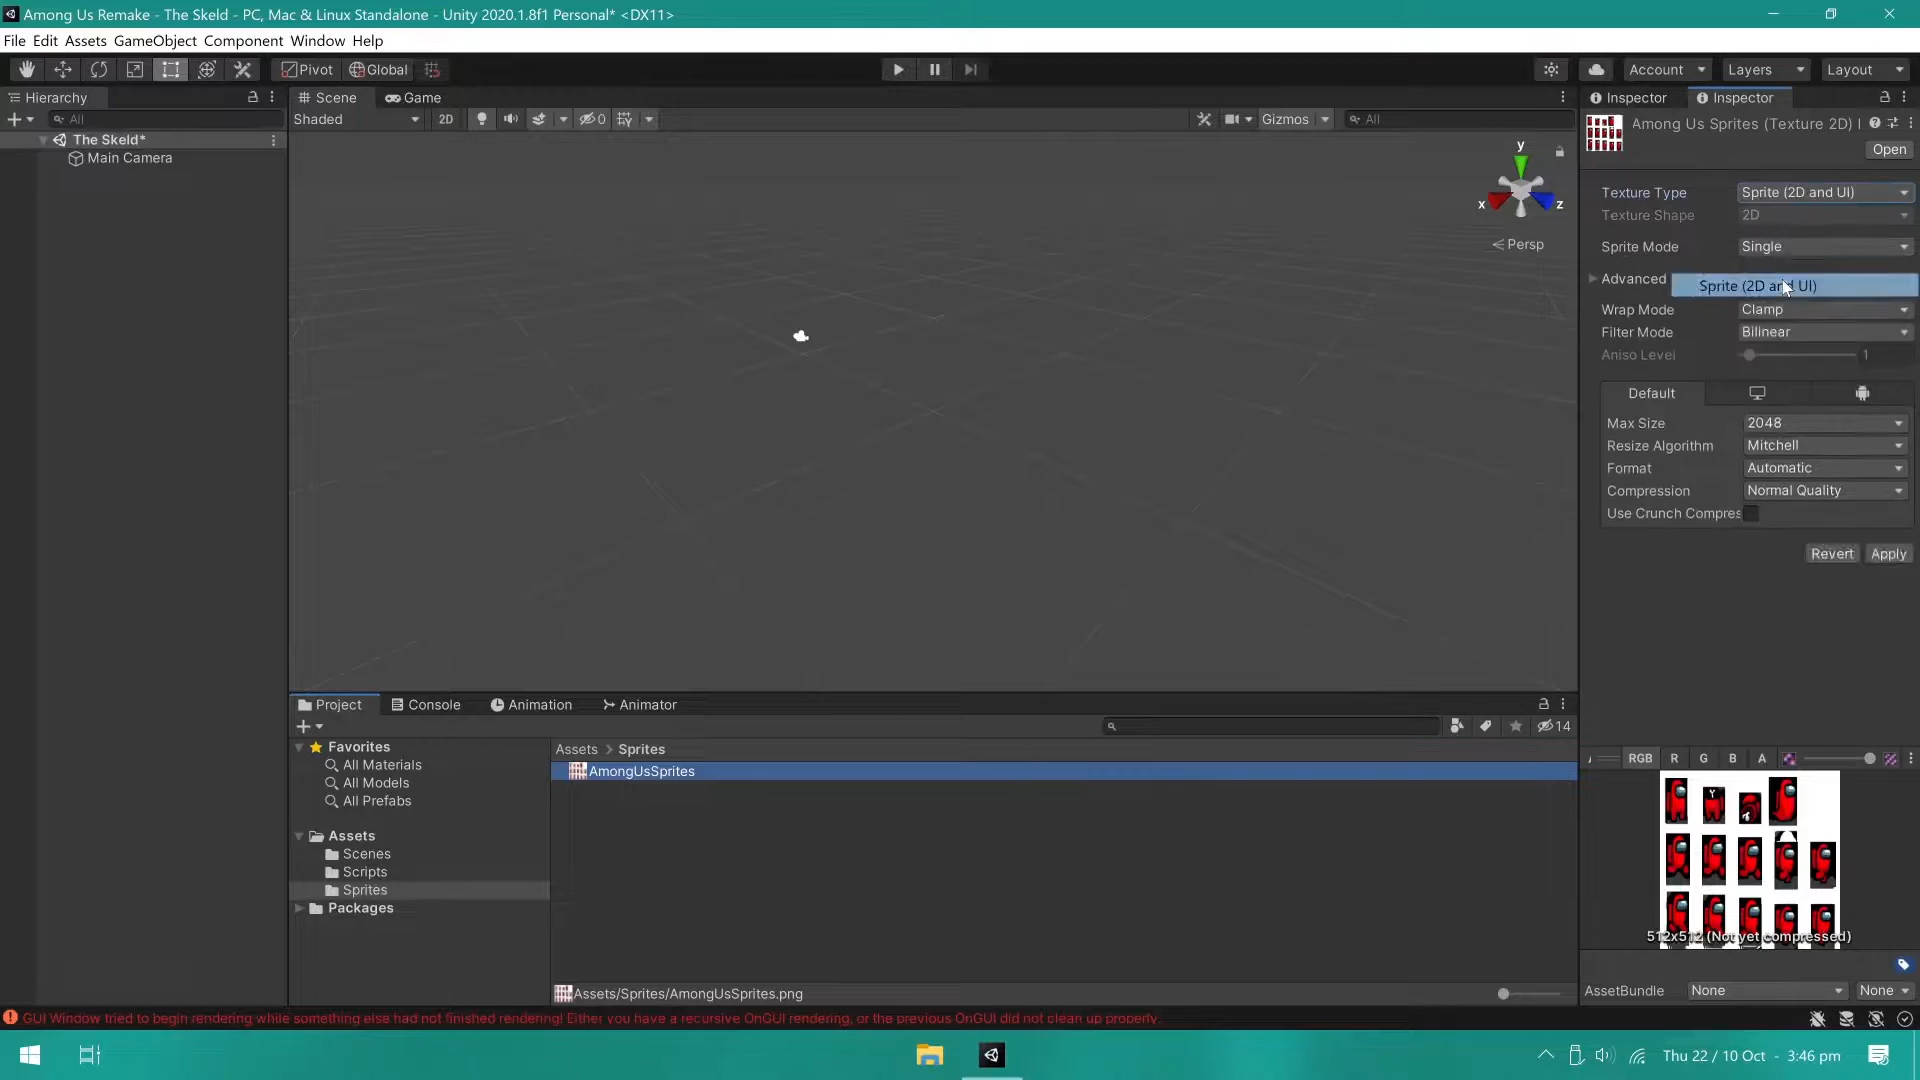 Among Us Remake - The Skeld - PC, Mac & Linux Standalone - Unity 2020.1.8f1 Personal* <DX11>
File Edit Assets GameObject Component Window Help
Pivot Global Account Layers Layout
Hierarchy
All
The Skeld*
Main Camera
Scene Game
Shaded 2D 0 Gizmos All
y
x z
Persp
Inspector Inspector
Among Us Sprites (Texture 2D) I
Open
Texture Type Sprite (2D and UI)
Texture Shape 2D
Sprite Mode Single
Advanced
Sprite (2D and UI)
Wrap Mode Clamp
Filter Mode Bilinear
Aniso Level 1
Default
Max Size 2048
Resize Algorithm Mitchell
Format Automatic
Compression Normal Quality
Use Crunch Compres
Revert Apply
Project Console Animation Animator
14
Favorites
All Materials
All Models
All Prefabs
Assets
Scenes
Scripts
Sprites
Packages
Assets > Sprites
AmongUsSprites
Assets/Sprites/AmongUsSprites.png
RGB R G B A
512x512 (Not yet compressed)
AssetBundle None None
GUI Window tried to begin rendering while something else had not finished rendering! Either you have a recursive OnGUI rendering, or the previous OnGUI did not clean up properly.
Thu 22 / 10 Oct - 3:46 pm